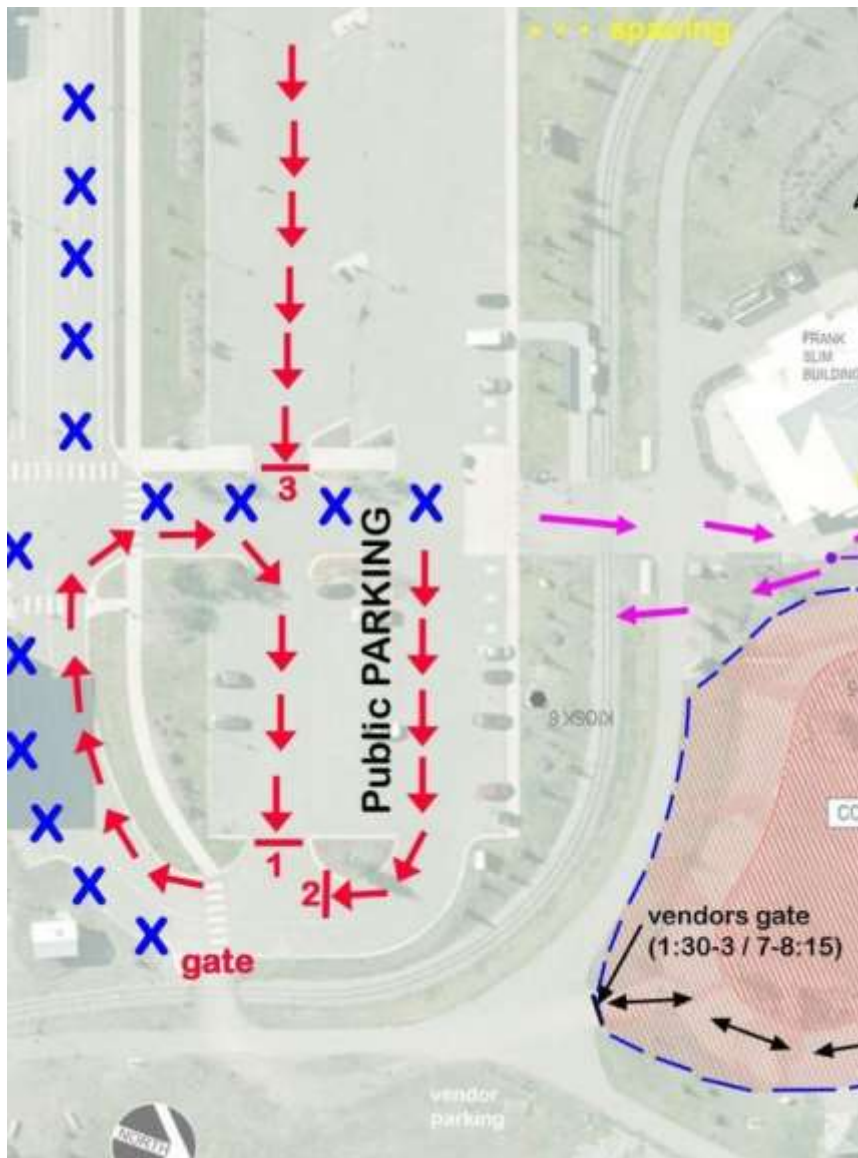 spawing
FRANK
SLIM
BUILDING
3
Public PARKING
KIOSK 8
1
2
gate
vendors gate
(1:30-3 / 7-8:15)
vendor
parking
NORTH